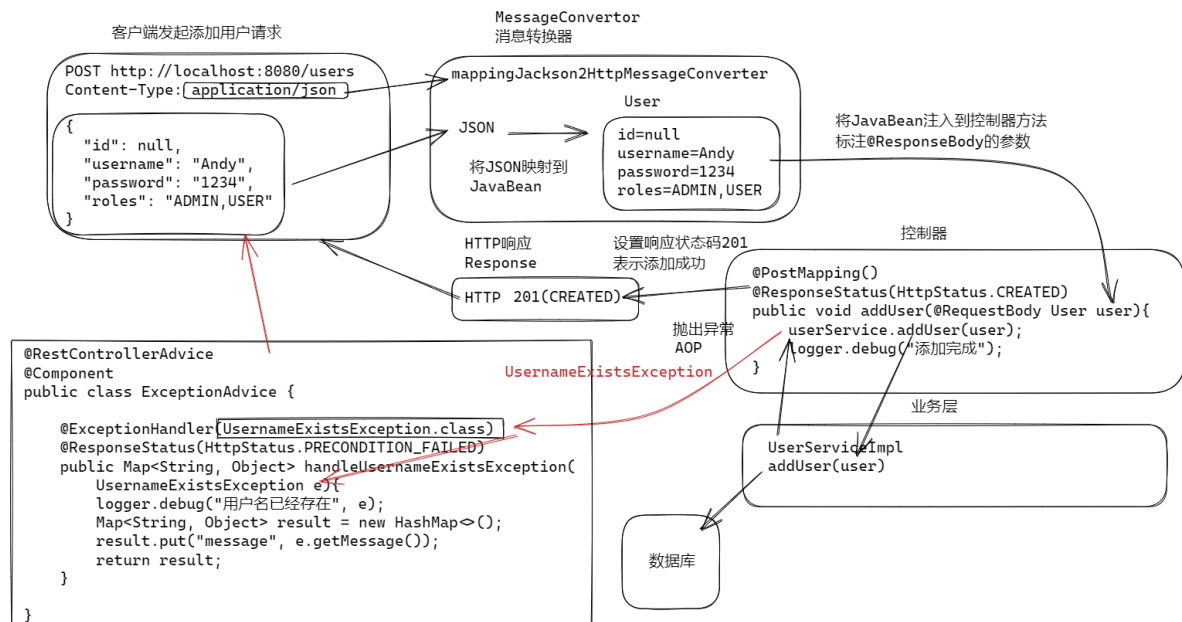 客户端发起添加用户请求
POST http://localhost:8080/users
Content-Type: application/json
{
"id": null,
"username": "Andy",
"password": "1234",
"roles": "ADMIN,USER"
}
MessageConvertor
消息转换器
mappingJackson2HttpMessageConverter
User
JSON
将JSON映射到
JavaBean
id=null
username=Andy
password=1234
roles=ADMIN,USER
将JavaBean注入到控制器方法
标注@ResponseBody的参数
控制器
@PostMapping()
@ResponseStatus(HttpStatus.CREATED)
public void addUser(@RequestBody User user){
userService.addUser(user);
logger.debug("添加完成");
}
HTTP响应
Response
设置响应状态码201
表示添加成功
HTTP 201(CREATED)
抛出异常
AOP
UsernameExistsException
业务层
UserServiceImpl
addUser(user)
数据库
@RestControllerAdvice
@Component
public class ExceptionAdvice {
@ExceptionHandler(UsernameExistsException.class)
@ResponseStatus(HttpStatus.PRECONDITION_FAILED)
public Map<String, Object> handleUsernameExistsException(
UsernameExistsException e){
logger.debug("用户名已经存在", e);
Map<String, Object> result = new HashMap<>();
result.put("message", e.getMessage());
return result;
}
}